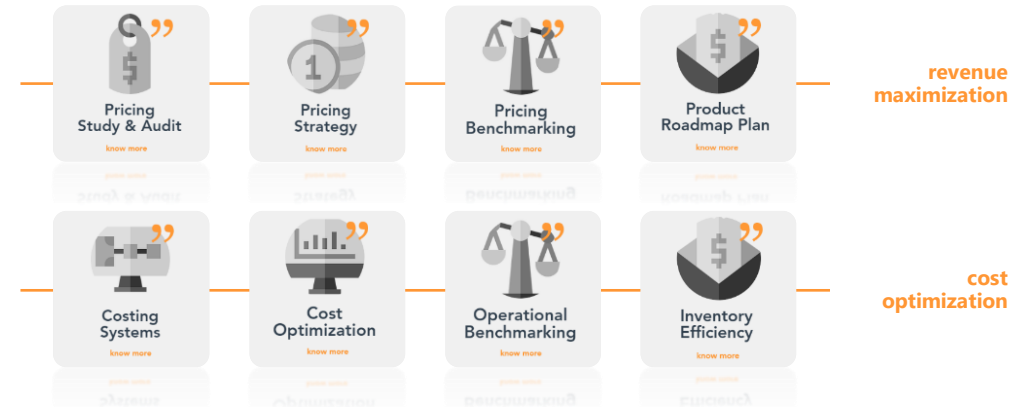 Pricing
Study & Audit
know more
Pricing
Strategy
know more
Pricing
Benchmarking
know more
Product
Roadmap Plan
know more
revenue
maximization
Costing
Systems
know more
Cost
Optimization
know more
Operational
Benchmarking
know more
Inventory
Efficiency
know more
cost
optimization
$
1
$
$